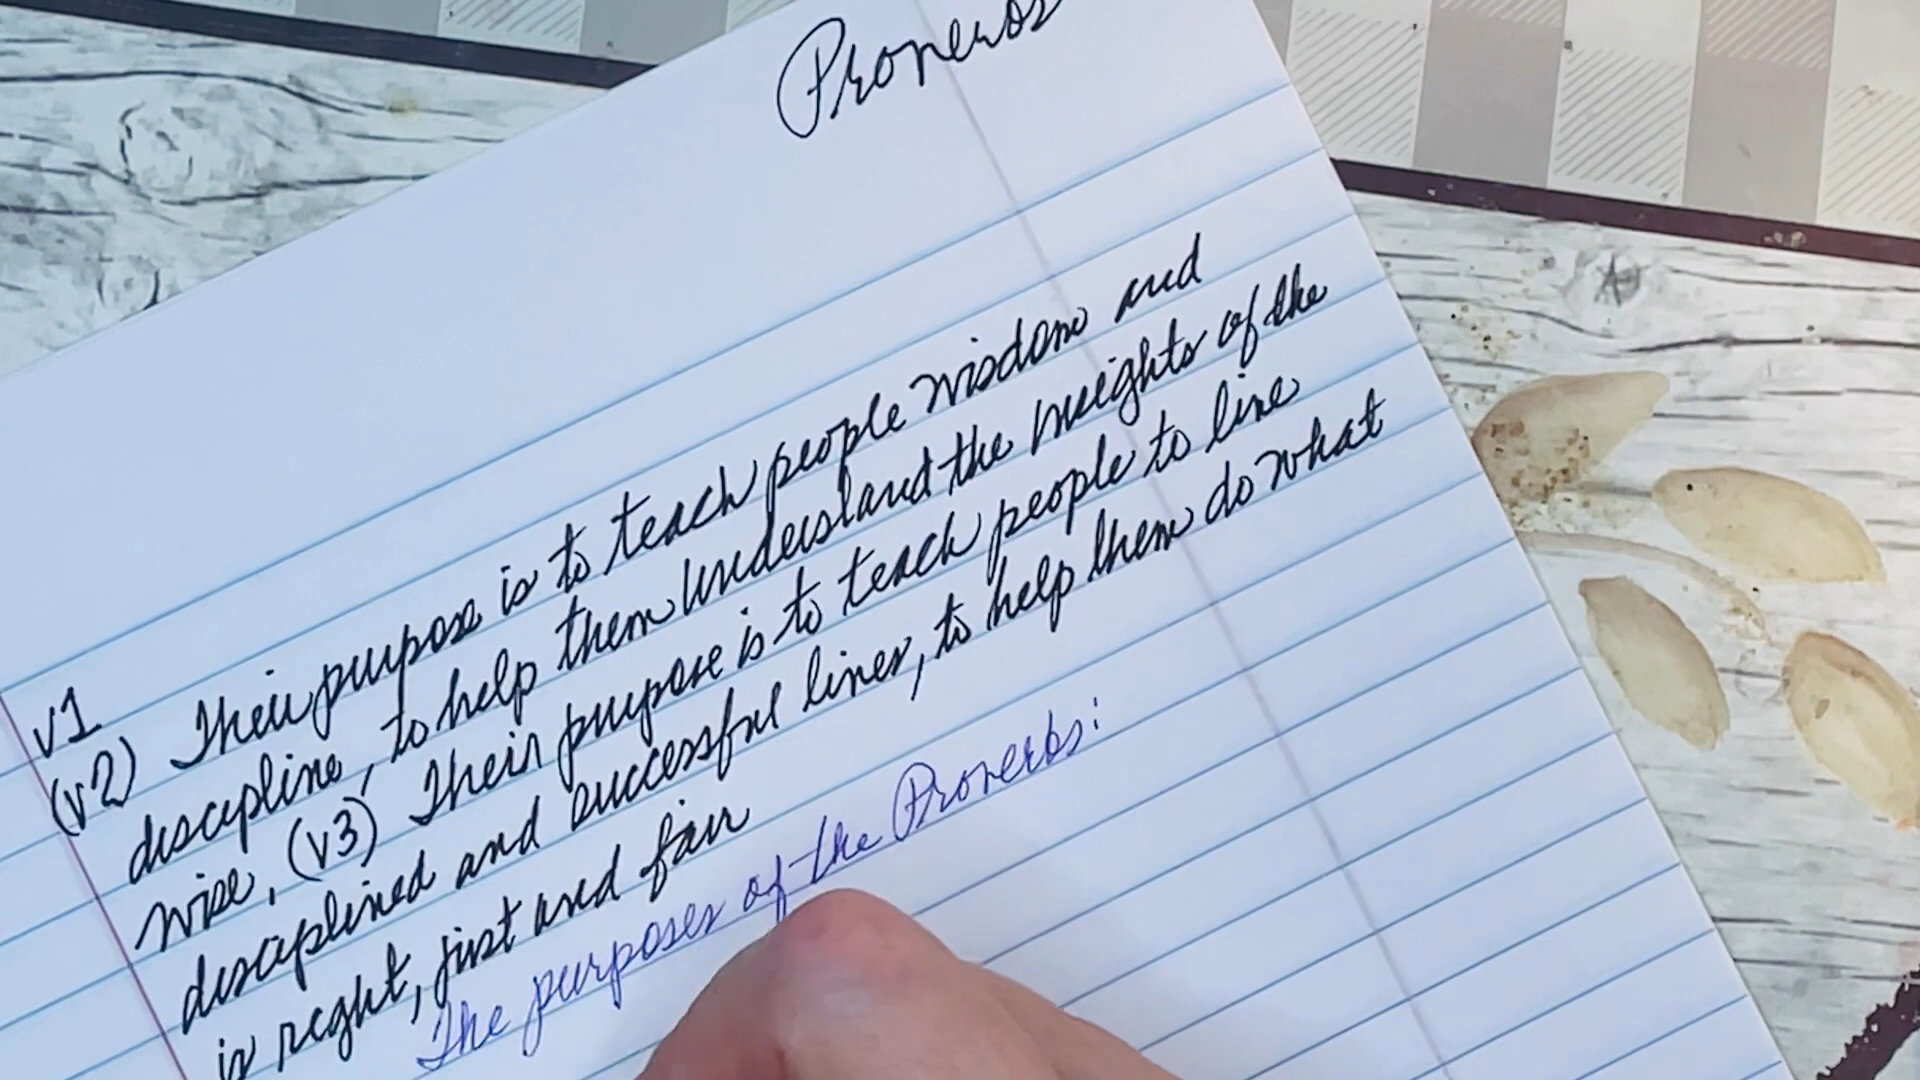 Proverbs
v1
(v2) Their purpose is to teach people wisdom and
discipline, to help them understand the insights of the
wise. (v3) Their purpose is to teach people to live
disciplined and successful lives, to help them do what
is right, just and fair
The purposes of the Proverbs: